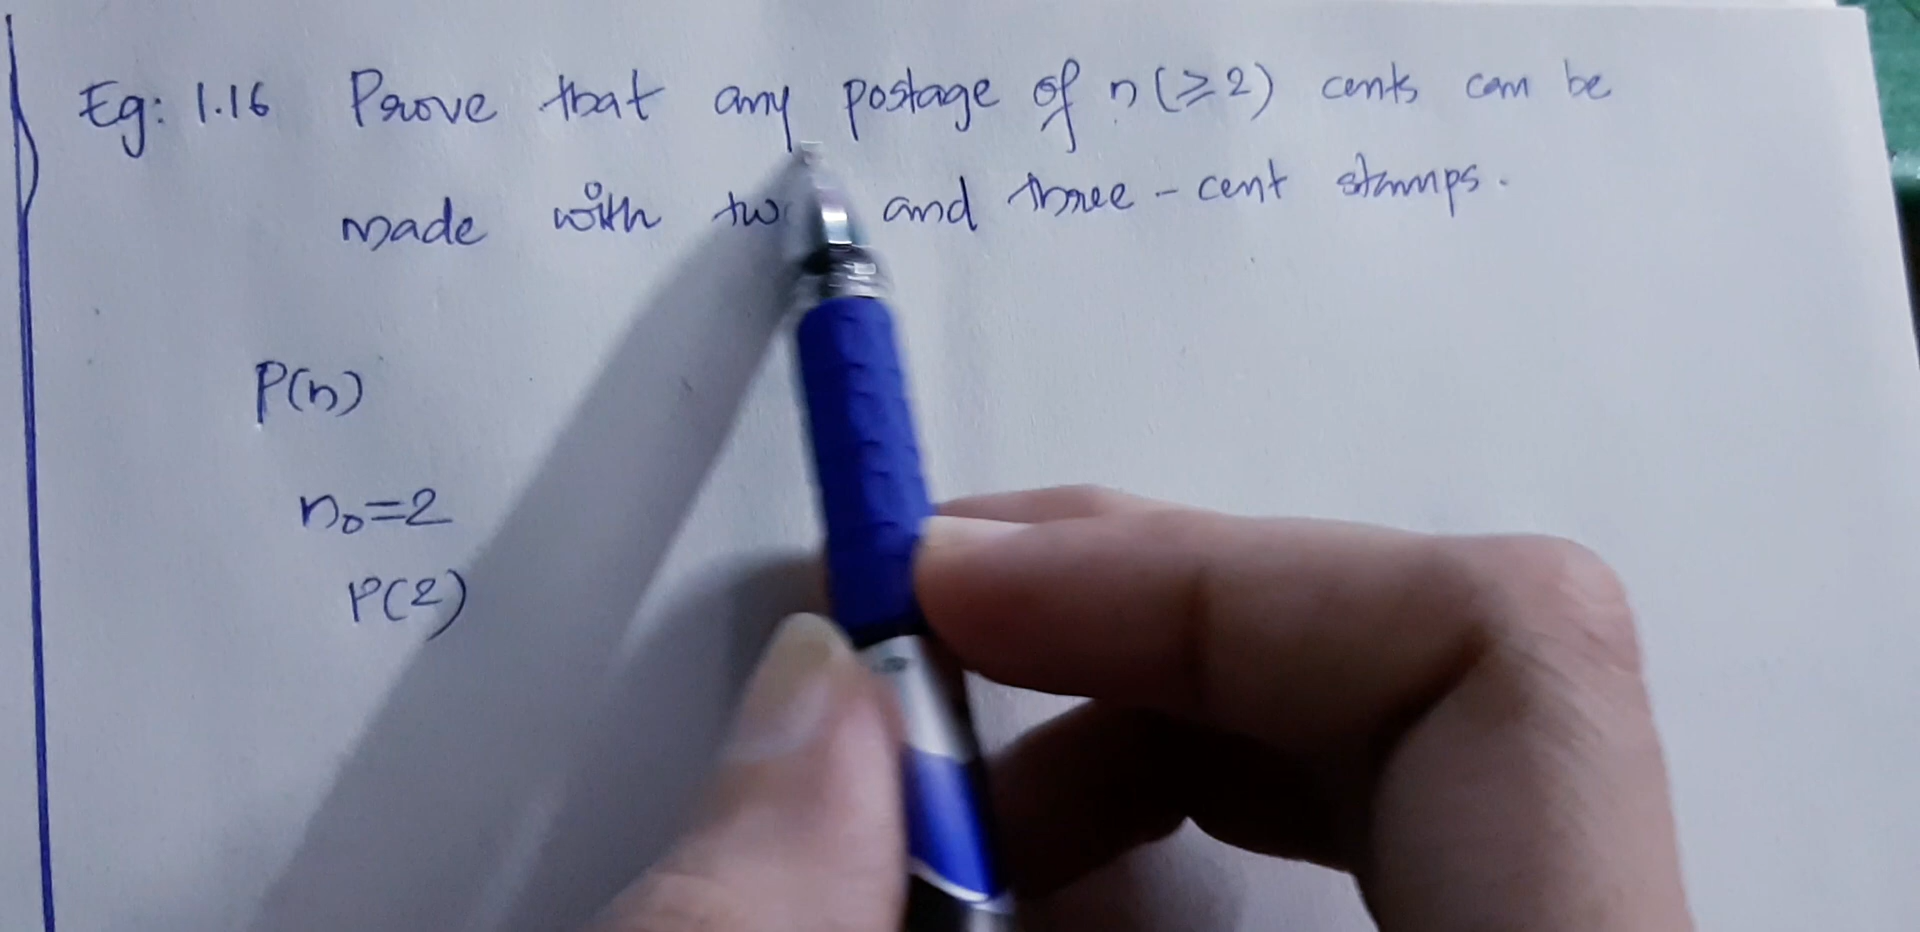 Eg: 1.16 Prove that any postage of n (≥2) cents can be
made with and three-cent stamps.
P(n)
n₀=2
P(2)